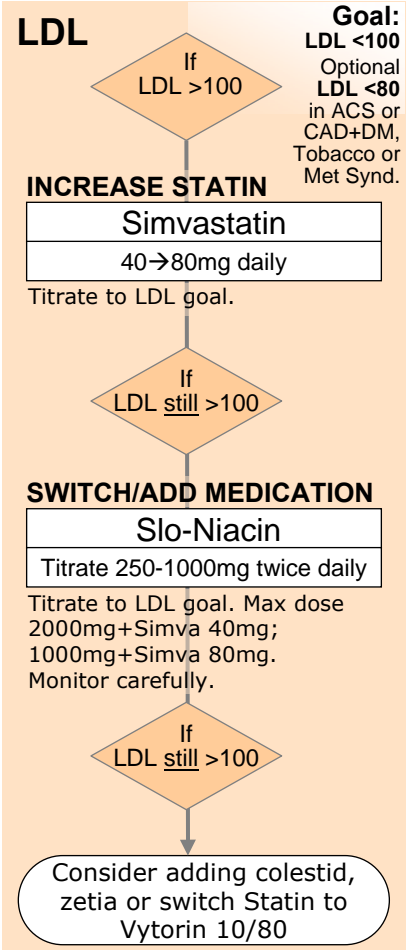 LDL
Goal:
LDL <100
Optional
LDL <80
in ACS or
CAD+DM,
Tobacco or
Met Synd.
If
LDL >100
INCREASE STATIN
Simvastatin
40→80mg daily
Titrate to LDL goal.
If
LDL still >100
SWITCH/ADD MEDICATION
Slo-Niacin
Titrate 250-1000mg twice daily
Titrate to LDL goal. Max dose
2000mg+Simva 40mg;
1000mg+Simva 80mg.
Monitor carefully.
If
LDL still >100
Consider adding colestid,
zetia or switch Statin to
Vytorin 10/80